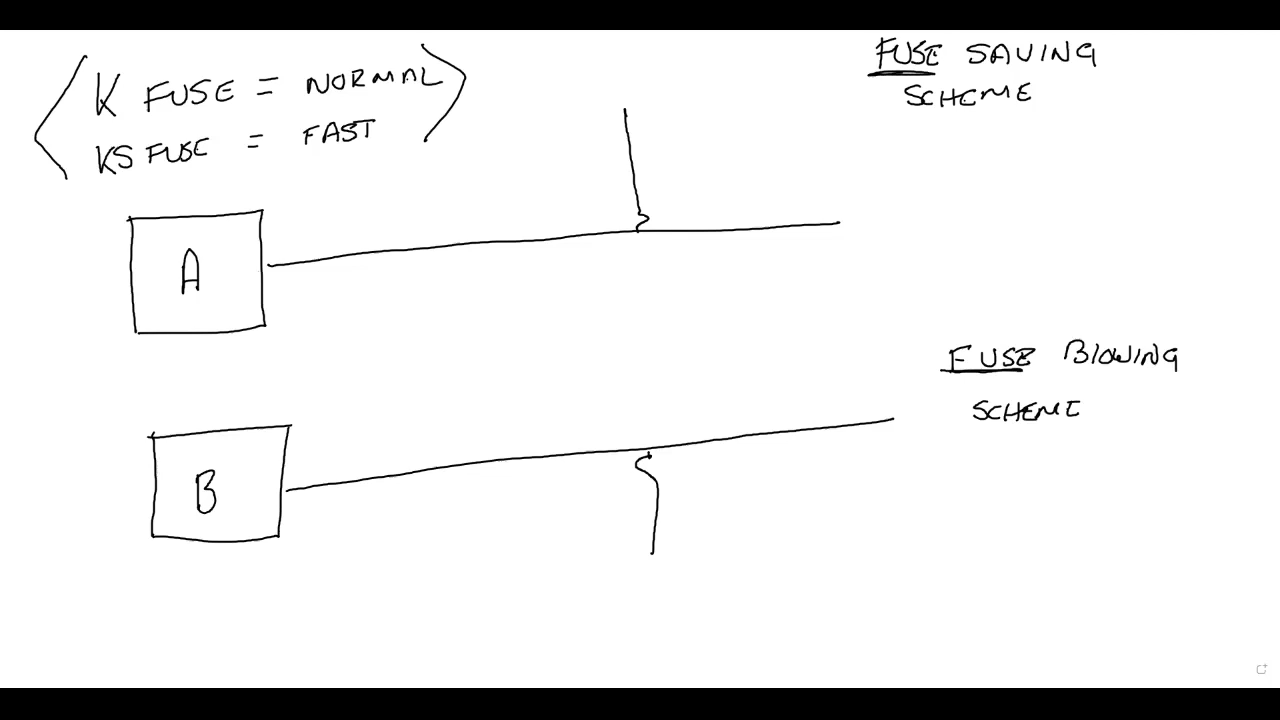 K FUSE = NORMAL
KS FUSE = FAST
FUSE SAVING
SCHEME
A
FUSE BLOWING
SCHEME
B